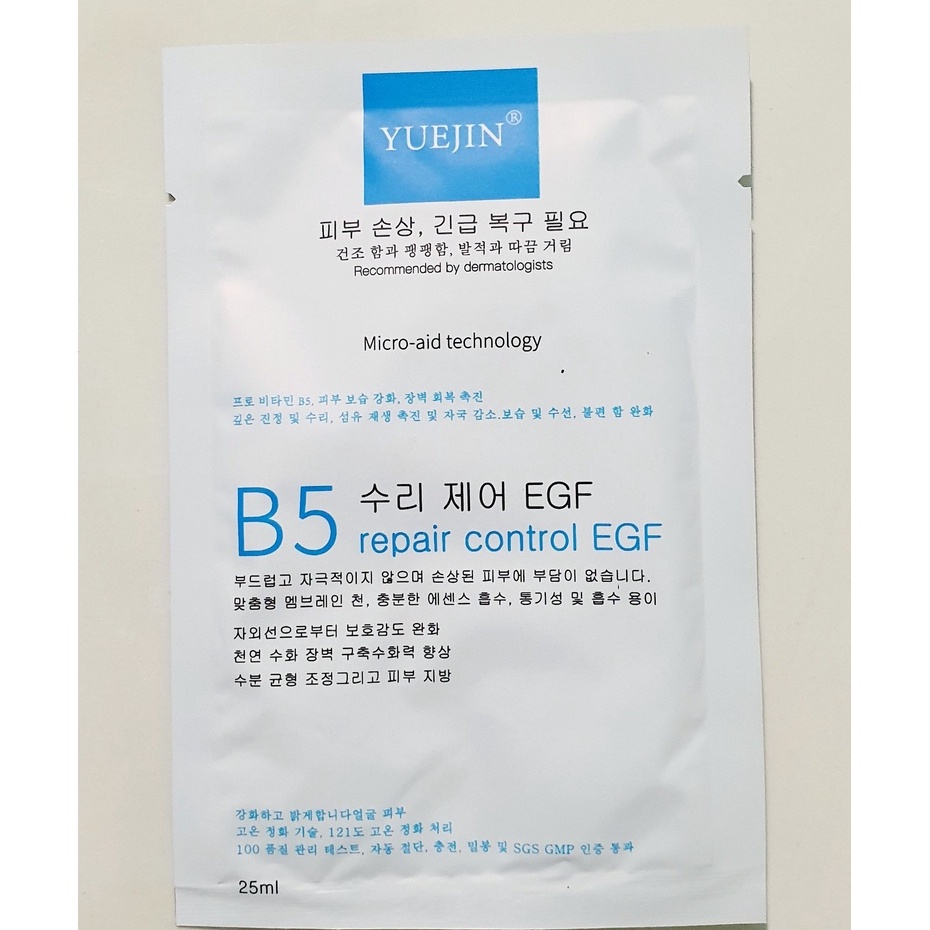 YUEJIN®
피부 손상, 긴급 복구 필요
건조 함과 팽팽함, 발적과 따끔 거림
Recommended by dermatologists
Micro-aid technology
프로 비타민 B5, 피부 보습 강화, 장벽 회복 촉진
깊은 진정 및 수리, 섬유 재생 촉진 및 자국 감소.보습 및 수선, 불편 함 완화
B5 수리 제어 EGF
repair control EGF
부드럽고 자극적이지 않으며 손상된 피부에 부담이 없습니다.
맞춤형 멤브레인 천, 충분한 에센스 흡수, 통기성 및 흡수 용이
자외선으로부터 보호감도 완화
천연 수화 장벽 구축수화력 향상
수분 균형 조정그리고 피부 지방
강화하고 밝게합니다얼굴 피부
고온 정화 기술, 121도 고온 정화 처리
100 품질 관리 테스트, 자동 절단, 충전, 밀봉 및 SGS GMP 인증 통과
25ml